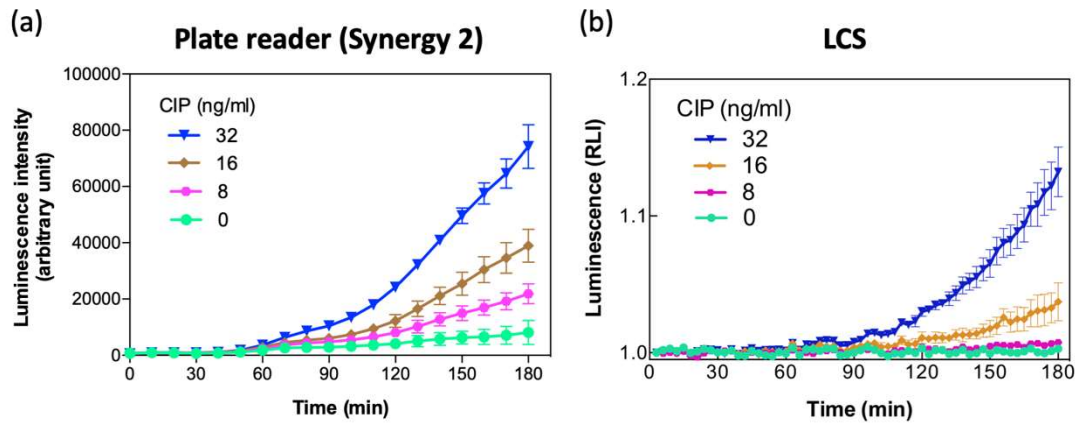 (a)
Plate reader (Synergy 2)
Luminescence intensity
(arbitrary unit)
100000
80000
60000
40000
20000
0
CIP (ng/ml)
32
16
8
0
0 30 60 90 120 150 180
Time (min)
(b)
LCS
Luminescence (RLI)
1.2
1.1
1.0
CIP (ng/ml)
32
16
8
0
0 30 60 90 120 150 180
Time (min)